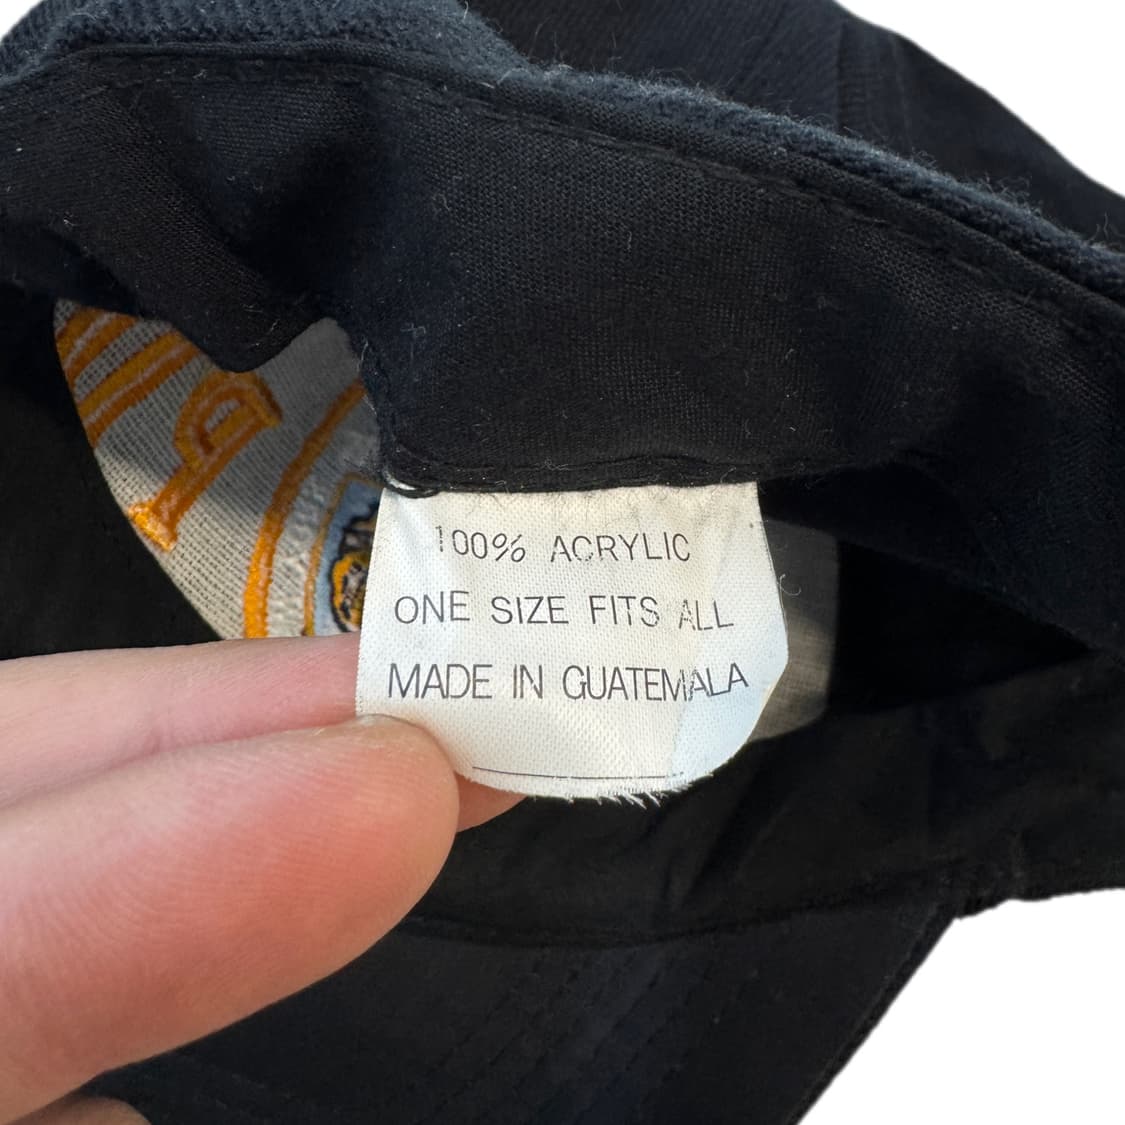 100% ACRYLIC
ONE SIZE FITS ALL
MADE IN GUATEMALA